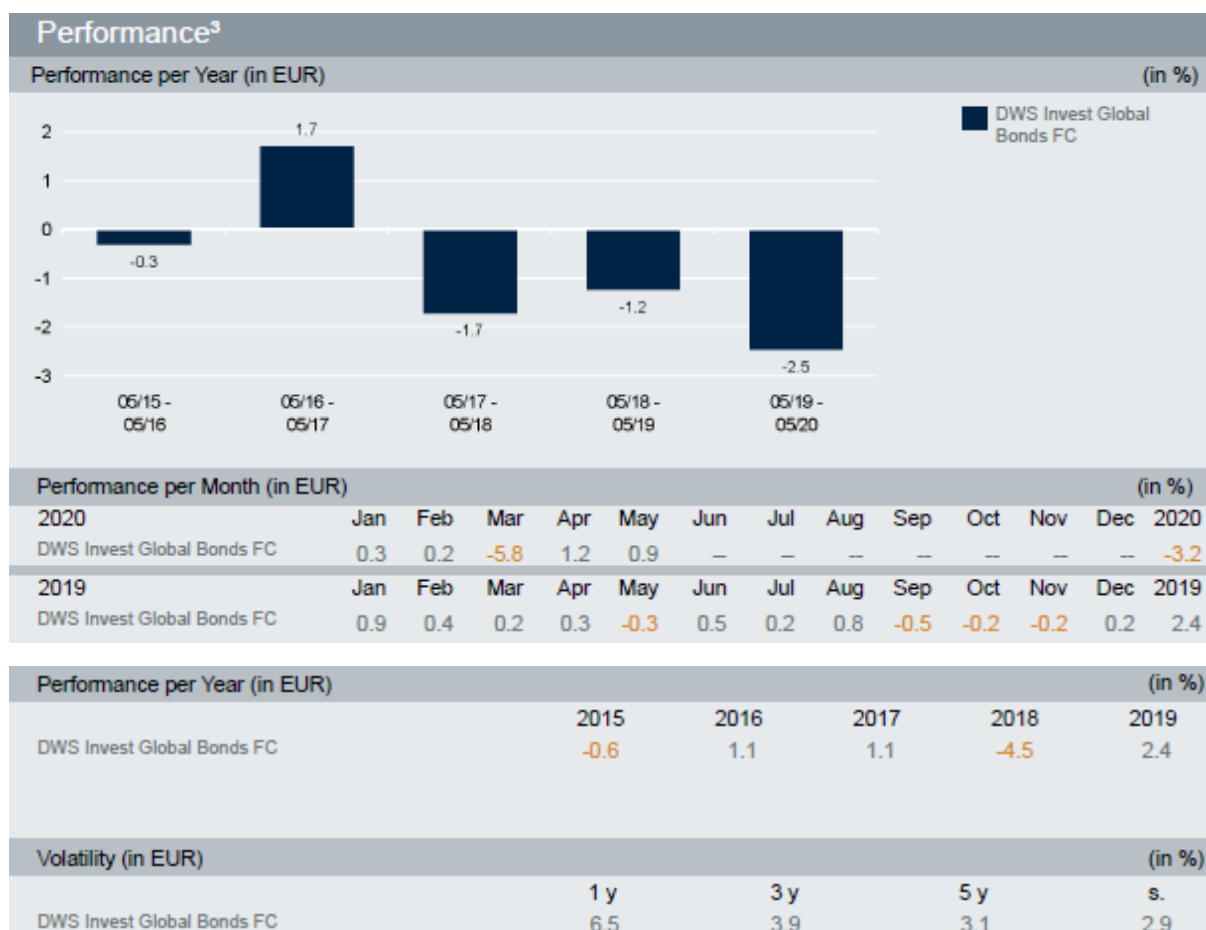 Performance³
Performance per Year (in EUR) (in %)
DWS Invest Global
Bonds FC
2
1
0
-1
-2
-3
-0.3
1.7
-1.7
-1.2
-2.5
05/15 - 05/16 - 05/17 - 05/18 - 05/19 -
05/16 05/17 05/18 05/19 05/20
Performance per Month (in EUR) (in %)
2020 Jan Feb Mar Apr May Jun Jul Aug Sep Oct Nov Dec 2020
DWS Invest Global Bonds FC 0.3 0.2 -5.8 1.2 0.9 -- -- -- -- -- -- -- -3.2
2019 Jan Feb Mar Apr May Jun Jul Aug Sep Oct Nov Dec 2019
DWS Invest Global Bonds FC 0.9 0.4 0.2 0.3 -0.3 0.5 0.2 0.8 -0.5 -0.2 -0.2 0.2 2.4
Performance per Year (in EUR) (in %)
2015 2016 2017 2018 2019
DWS Invest Global Bonds FC -0.6 1.1 1.1 -4.5 2.4
Volatility (in EUR) (in %)
1 y 3 y 5 y s.
DWS Invest Global Bonds FC 6.5 3.9 3.1 2.9